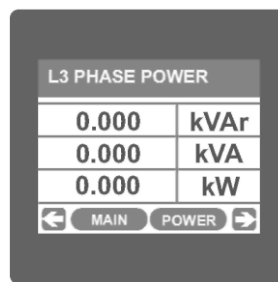 L3 PHASE POWER
0.000 kVAr
0.000 kVA
0.000 kW
MAIN POWER